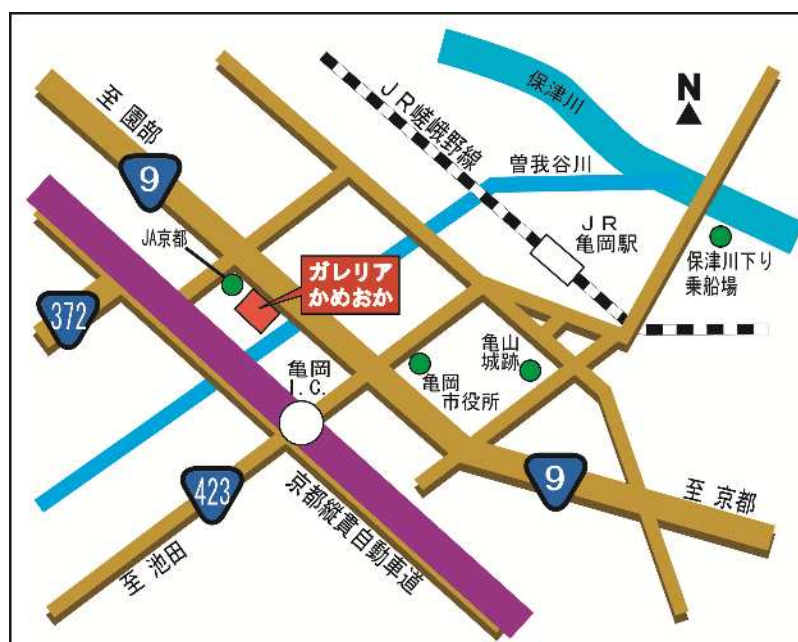 保津川
N
JR嵯峨野線
至 園部
曽我谷川
9
JR
亀岡駅
JA京都
ガレリア
かめおか
保津川下り
乗船場
372
亀山
城跡
亀岡
I.C.
亀岡
市役所
423
9
至 京都
京都縦貫自動車道
至 池田